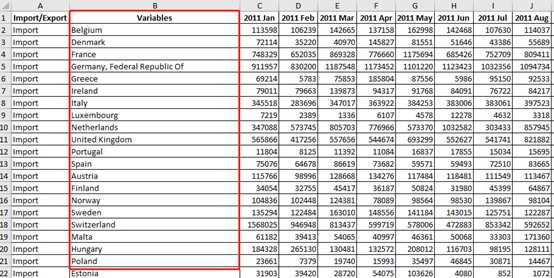 A B C D E F G H I J
1 Import/Export Variables 2011 Jan 2011 Feb 2011 Mar 2011 Apr 2011 May 2011 Jun 2011 Jul 2011 Aug
2 Import Belgium 113598 106239 142665 137158 162998 142468 107630 114037
3 Import Denmark 72114 35220 40970 145827 81551 51646 43386 55689
4 Import France 748329 652035 869328 776660 1175694 685426 752709 809411
5 Import Germany, Federal Republic Of 911957 830200 1187548 1173452 1101220 1123423 1032356 1094734
6 Import Greece 69214 5783 75853 185804 87556 5986 95150 92533
7 Import Ireland 79011 79663 139873 94317 91768 84091 76722 84217
8 Import Italy 345518 283696 347017 363922 384253 383006 383061 397523
9 Import Luxembourg 7219 2389 1336 6107 4578 12278 4632 3318
10 Import Netherlands 347088 573745 805703 776966 573370 1032582 303433 857945
11 Import United Kingdom 565866 417256 557656 544674 693299 552627 541741 821882
12 Import Portugal 11804 8125 11392 11084 16837 17855 15034 15695
13 Import Spain 75076 64678 86619 73682 59571 59493 72510 83665
14 Import Austria 115766 98996 128668 134276 117484 118481 111549 113467
15 Import Finland 34054 32755 45417 36187 50824 31980 45399 64867
16 Import Norway 104836 102448 124381 78089 98564 98530 139867 98104
17 Import Sweden 135294 122488 163010 148556 141184 143015 125751 122287
18 Import Switzerland 1568025 946948 813437 599719 578006 472883 853342 592652
19 Import Malta 61182 39413 54065 40997 46361 50068 33303 171360
20 Import Hungary 184328 265130 130481 132572 208012 116703 98195 128111
21 Import Poland 23661 7379 19740 15993 35497 46845 30871 14467
22 Import Estonia 31903 39420 28720 54075 103626 4080 852 1077